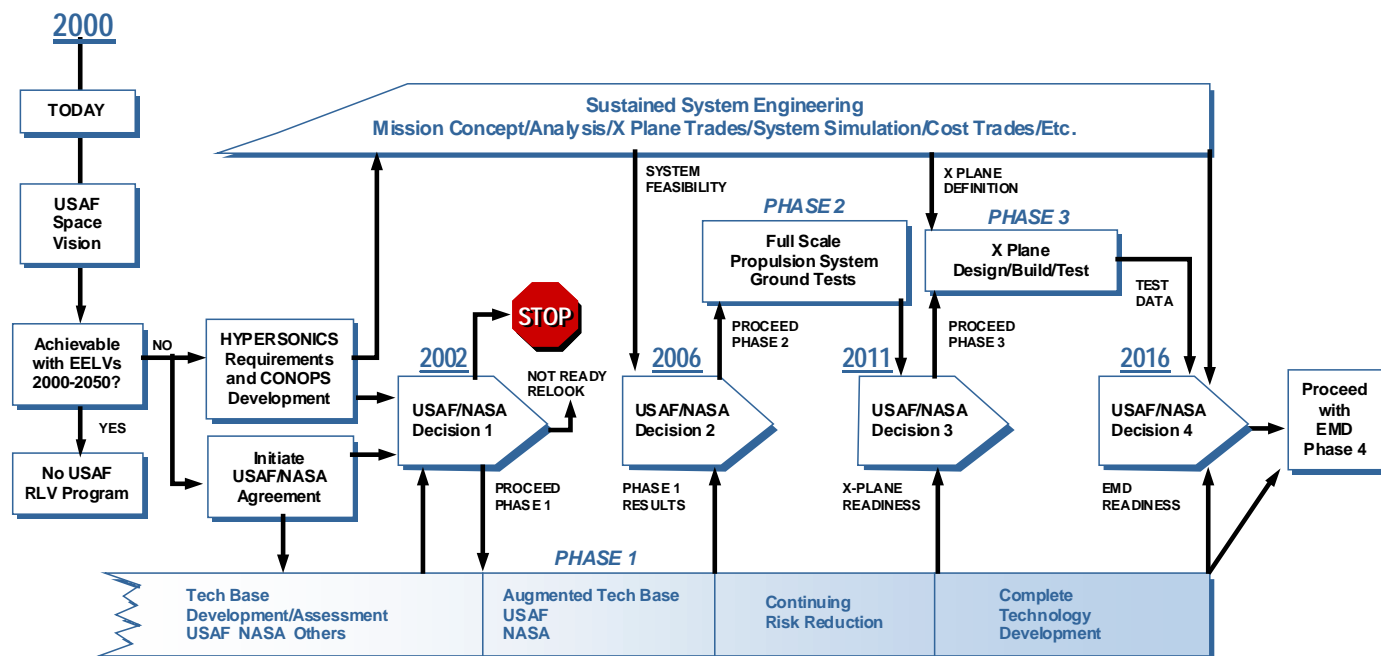 2000
TODAY
USAF
Space
Vision
Achievable
with EELVs
2000-2050?
NO
YES
No USAF
RLV Program
Sustained System Engineering
Mission Concept/Analysis/X Plane Trades/System Simulation/Cost Trades/Etc.
HYPERSONICS
Requirements
and CONOPS
Development
Initiate
USAF/NASA
Agreement
STOP
2002
USAF/NASA
Decision 1
NOT READY
RELOOK
PROCEED
PHASE 1
SYSTEM
FEASIBILITY
2006
USAF/NASA
Decision 2
PHASE 1
RESULTS
PHASE 2
Full Scale
Propulsion System
Ground Tests
PROCEED
PHASE 2
2011
USAF/NASA
Decision 3
X-PLANE
READINESS
X PLANE
DEFINITION
PHASE 3
X Plane
Design/Build/Test
PROCEED
PHASE 3
TEST
DATA
2016
USAF/NASA
Decision 4
EMD
READINESS
Proceed
with
EMD
Phase 4
PHASE 1
Tech Base
Development/Assessment
USAF NASA Others
Augmented Tech Base
USAF
NASA
Continuing
Risk Reduction
Complete
Technology
Development